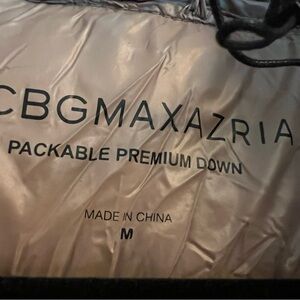 CBGMAXAZRIA
PACKABLE PREMIUM DOWN
MADE IN CHINA
M